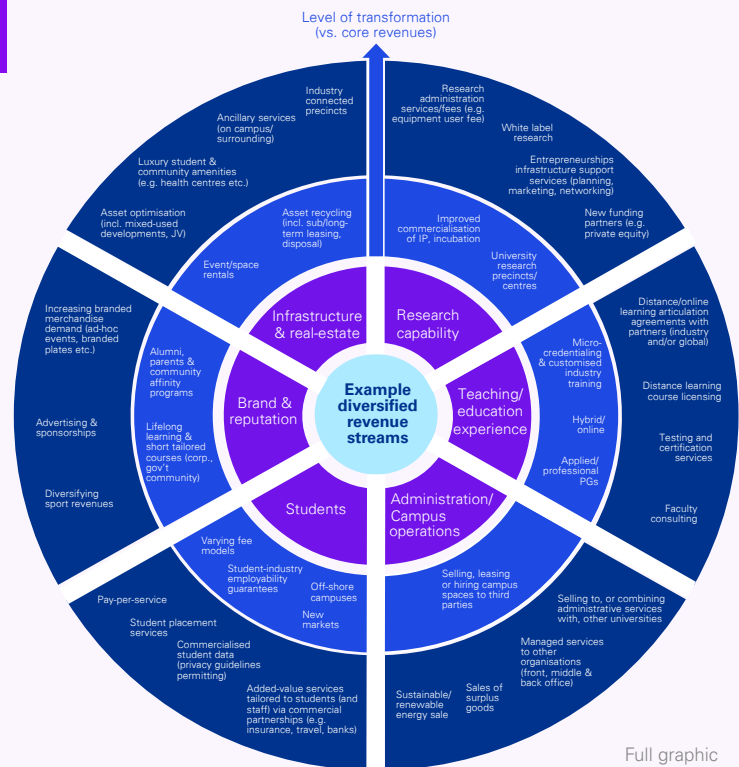 Level of transformation
(vs. core revenues)
Industry
connected
precincts
Ancillary services
(on campus/
surrounding)
Luxury student &
community amenities
(e.g. health centres etc.)
Asset optimisation
(incl. mixed-used
developments, JV)
Asset recycling
(incl. sub/long-
term leasing,
disposal)
Event/space
rentals
Infrastructure
& real-estate
Research
administration
services/fees (e.g.
equipment user fee)
White label
research
Entrepreneurships
infrastructure support
services (planning,
marketing, networking)
New funding
partners (e.g.
private equity)
Improved
commercialisation
of IP, incubation
University
research
precincts/
centres
Research
capability
Increasing branded
merchandise
demand (ad-hoc
events, branded
plates etc.)
Advertising &
sponsorships
Diversifying
sport revenues
Alumni,
parents &
community
affinity
programs
Lifelong
learning &
short tailored
courses (corp.,
gov't
community)
Brand &
reputation
Example
diversified
revenue
streams
Teaching/
education
experience
Micro-
credentialing
& customised
industry
training
Hybrid/
online
Applied/
professional
PGs
Distance/online
learning articulation
agreements with
partners (industry
and/or global)
Distance learning
course licensing
Testing and
certification
services
Faculty
consulting
Students
Varying fee
models
Student-industry
employability
guarantees
Off-shore
campuses
New
markets
Pay-per-service
Student placement
services
Commercialised
student data
(privacy guidelines
permitting)
Added-value services
tailored to students (and
staff) via commercial
partnerships (e.g.
insurance, travel, banks)
Administration/
Campus
operations
Selling, leasing
or hiring campus
spaces to third
parties
Selling to, or combining
administrative services
with, other universities
Managed services
to other
organisations
(front, middle &
back office)
Sales of
surplus
goods
Sustainable/
renewable
energy sale
Full graphic